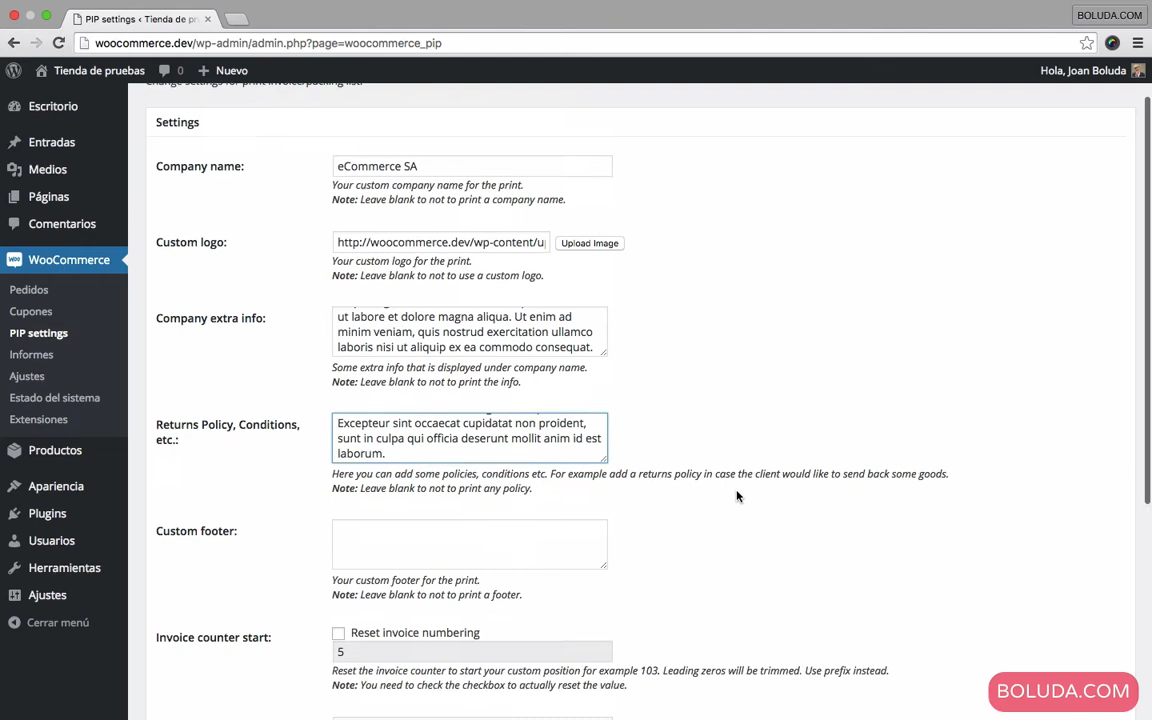 PIP settings ‹ Tienda de pr
BOLUDA.COM
woocommerce.dev/wp-admin/admin.php?page=woocommerce_pip
Tienda de pruebas
0
Nuevo
Hola, Joan Boluda
Change settings for print invoice/packing list.
Escritorio
Entradas
Medios
Páginas
Comentarios
WooCommerce
Pedidos
Cupones
PIP settings
Informes
Ajustes
Estado del sistema
Extensiones
Productos
Apariencia
Plugins
Usuarios
Herramientas
Ajustes
Cerrar menú
Settings
Company name:
eCommerce SA
Your custom company name for the print.
Note: Leave blank to not to print a company name.
Custom logo:
http://woocommerce.dev/wp-content/u
Upload Image
Your custom logo for the print.
Note: Leave blank to not to use a custom logo.
Company extra info:
ut labore et dolore magna aliqua. Ut enim ad
minim veniam, quis nostrud exercitation ullamco
laboris nisi ut aliquip ex ea commodo consequat.
Some extra info that is displayed under company name.
Note: Leave blank to not to print the info.
Returns Policy, Conditions,
etc.:
Excepteur sint occaecat cupidatat non proident,
sunt in culpa qui officia deserunt mollit anim id est
laborum.
Here you can add some policies, conditions etc. For example add a returns policy in case the client would like to send back some goods.
Note: Leave blank to not to print any policy.
Custom footer:
Your custom footer for the print.
Note: Leave blank to not to print a footer.
Invoice counter start:
Reset invoice numbering
5
Reset the invoice counter to start your custom position for example 103. Leading zeros will be trimmed. Use prefix instead.
Note: You need to check the checkbox to actually reset the value.
BOLUDA.COM